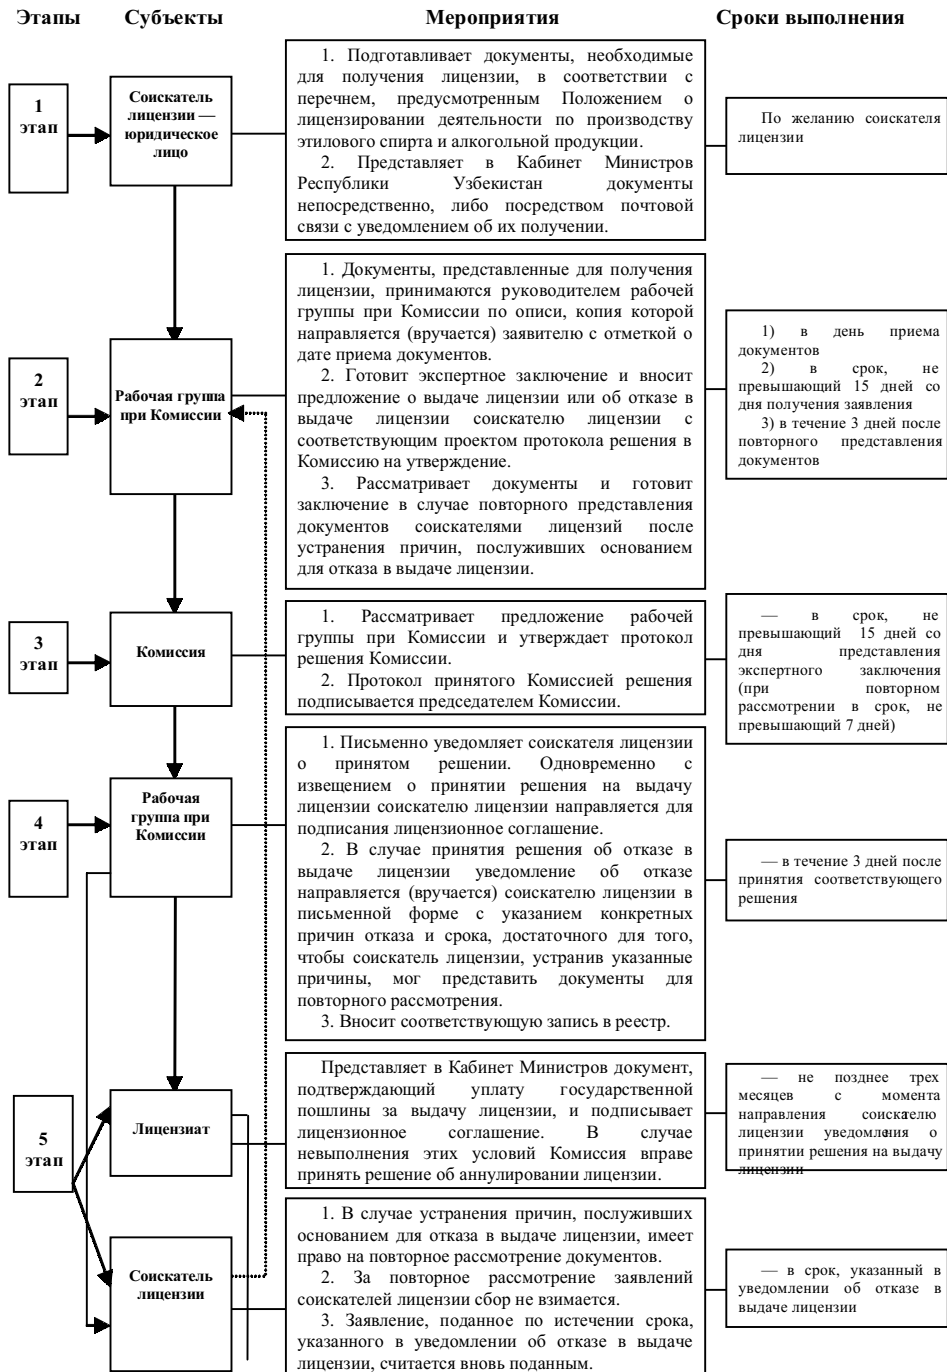 Этапы Субъекты Мероприятия Сроки выполнения
1
этап
Соискатель
лицензии —
юридическое
лицо
1. Подготавливает документы, необходимые
для получения лицензии, в соответствии с
перечнем, предусмотренным Положением о
лицензировании деятельности по производству
этилового спирта и алкогольной продукции.
2. Представляет в Кабинет Министров
Республики Узбекистан документы
непосредственно, либо посредством почтовой
связи с уведомлением об их получении.
По желанию соискателя
лицензии
2
этап
Рабочая группа
при Комиссии
1. Документы, представленные для получения
лицензии, принимаются руководителем рабочей
группы при Комиссии по описи, копия которой
направляется (вручается) заявителю с отметкой о
дате приема документов.
2. Готовит экспертное заключение и вносит
предложение о выдаче лицензии или об отказе в
выдаче лицензии соискателю лицензии с
соответствующим проектом протокола решения в
Комиссию на утверждение.
3. Рассматривает документы и готовит
заключение в случае повторного представления
документов соискателями лицензий после
устранения причин, послуживших основанием
для отказа в выдаче лицензии.
1) в день приема
документов
2) в срок, не
превышающий 15 дней со
дня получения заявления
3) в течение 3 дней после
повторного представления
документов
3
этап
Комиссия
1. Рассматривает предложение рабочей
группы при Комиссии и утверждает протокол
решения Комиссии.
2. Протокол принятого Комиссией решения
подписывается председателем Комиссии.
— в срок, не
превышающий 15 дней со
дня представления
экспертного заключения
(при повторном
рассмотрении в срок, не
превышающий 7 дней)
4
этап
Рабочая
группа при
Комиссии
1. Письменно уведомляет соискателя лицензии
о принятом решении. Одновременно с
извещением о принятии решения на выдачу
лицензии соискателю лицензии направляется для
подписания лицензионное соглашение.
2. В случае принятия решения об отказе в
выдаче лицензии уведомление об отказе
направляется (вручается) соискателю лицензии в
письменной форме с указанием конкретных
причин отказа и срока, достаточного для того,
чтобы соискатель лицензии, устранив указанные
причины, мог представить документы для
повторного рассмотрения.
3. Вносит соответствующую запись в реестр.
— в течение 3 дней после
принятия соответствующего
решения
5
этап
Лицензиат
Представляет в Кабинет Министров документ,
подтверждающий уплату государственной
пошлины за выдачу лицензии, и подписывает
лицензионное соглашение. В случае
невыполнения этих условий Комиссия вправе
принять решение об аннулировании лицензии.
— не позднее трех
месяцев с момента
направления соискателю
лицензии уведомления о
принятии решения на выдачу
лицензии
Соискатель
лицензии
1. В случае устранения причин, послуживших
основанием для отказа в выдаче лицензии, имеет
право на повторное рассмотрение документов.
2. За повторное рассмотрение заявлений
соискателей лицензии сбор не взимается.
3. Заявление, поданное по истечении срока,
указанного в уведомлении об отказе в выдаче
лицензии, считается вновь поданным.
— в срок, указанный в
уведомлении об отказе в
выдаче лицензии